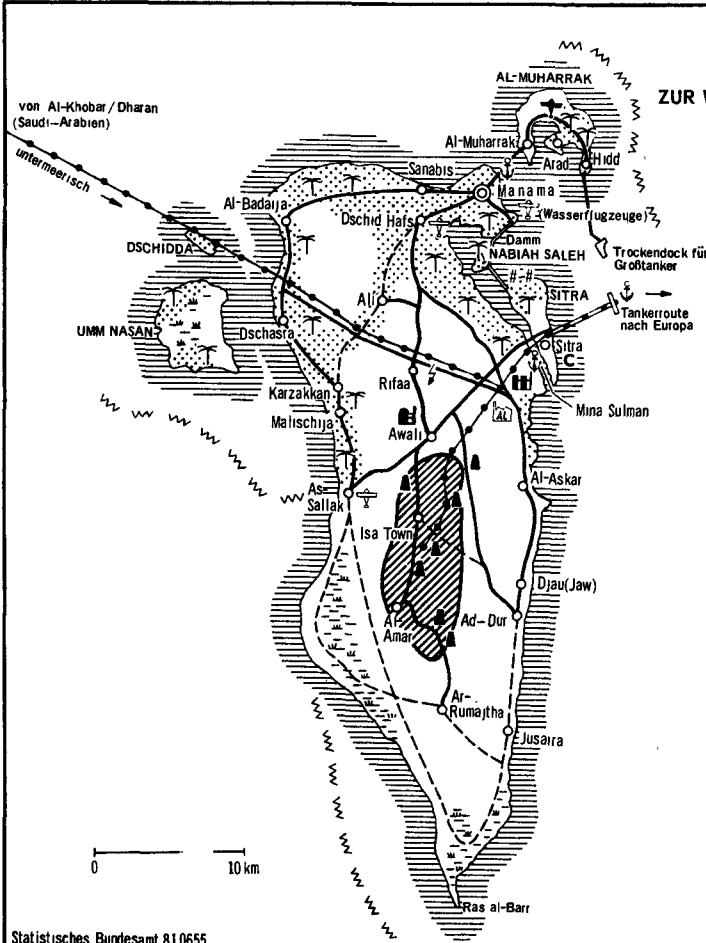 AL-MUHARRAK
ZUR
von Al-Khobar/Dharan
(Saudi-Arabien)
untermeerisch
Al-Muharrak
Arad
Hidd
Sanabis
Manama
Al-Badaija
Dschid Hafs
(Wasserflugzeuge)
Damm
NABIAH SALEH
DSCHIDDA
Trockendock für
Großtanker
SITRA
UMM NASAN
Ali
Tankerroute
nach Europa
Dschasra
Sitra
C
Rifaa
Karzakkan
Mina Sulman
Malischija
AL
Awali
As-
Sallak
Al-Askar
Isa Town
Djau(Jaw)
Al-
Amar
Ad-Dur
Ar-
Rumajtha
Jusaira
0 10 km
Ras al-Barr
Statistisches Bundesamt 81 0655